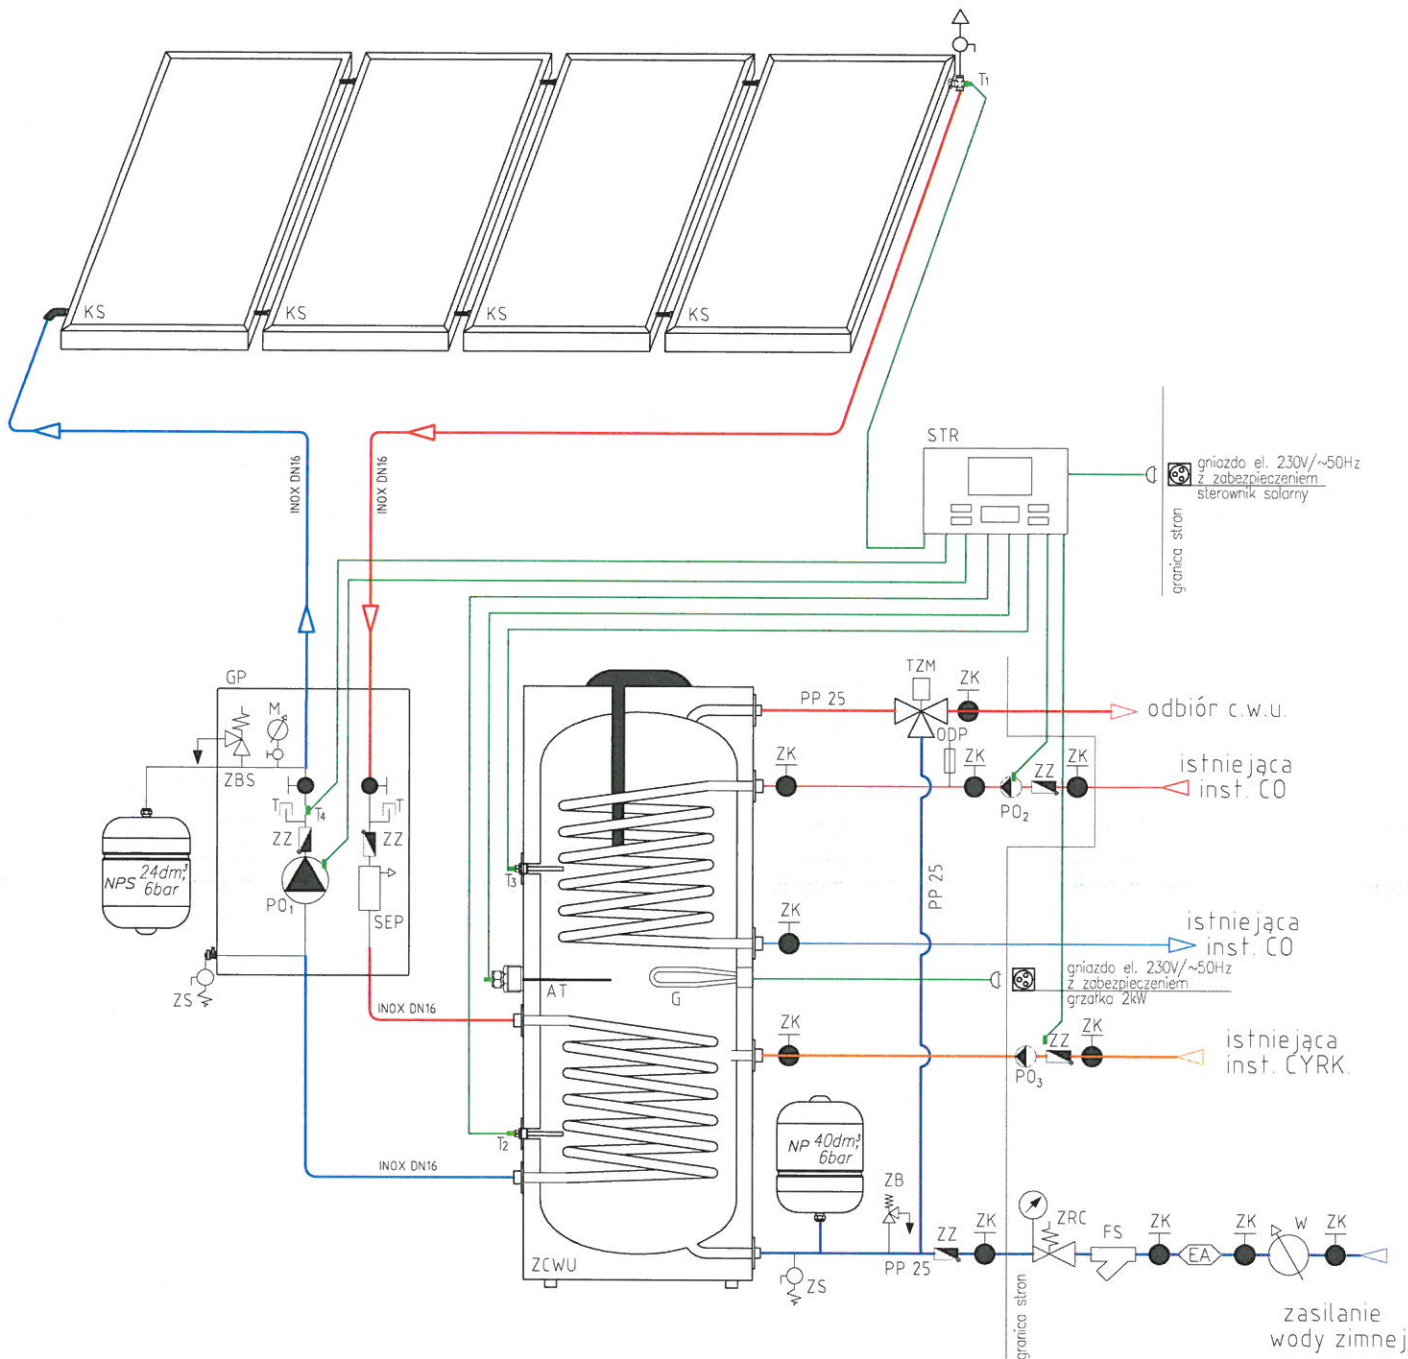 T1
KS
KS
KS
KS
STR
gniazdo el. 230V/~50Hz
z zabezpieczeniem
sterownik solarny
granica stron
INOX DN16
INOX DN16
GP
M
ZBS
T
T4
T
ZZ
ZZ
PO1
SEP
NPS 24dm³,
6bar
ZS
INOX DN16
INOX DN16
T3
AT
G
T2
ZCWU
PP 25
TZM
ZK
odbiór c.w.u.
ODP
ZK
ZK
ZZ
ZK
PO2
istniejąca
inst. CO
PP 25
ZK
istniejąca
inst. CO
gniazdo el. 230V/~50Hz
z zabezpieczeniem
grzałka 2kW
ZK
ZZ
ZK
PO3
istniejąca
inst. CYRK.
NP 40dm³,
6bar
ZB
ZS
PP 25
ZZ
ZK
ZRC
FS
ZK
EA
ZK
W
ZK
granica stron
zasilanie
wody zimnej